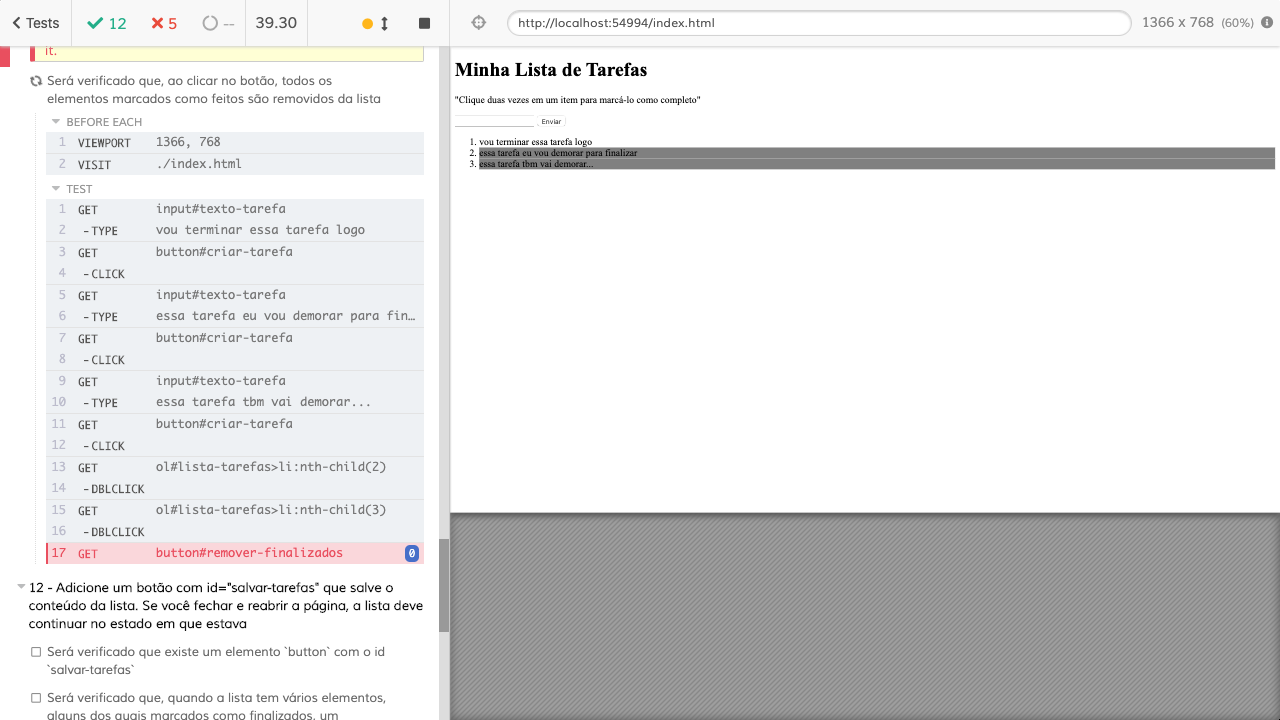 Tests
12
5
--
39.30
http://localhost:54994/index.html
1366 x 768 (60%)
it.
Será verificado que, ao clicar no botão, todos os
elementos marcados como feitos são removidos da lista
BEFORE EACH
1 VIEWPORT 1366, 768
2 VISIT ./index.html
TEST
1 GET input#texto-tarefa
2 -TYPE vou terminar essa tarefa logo
3 GET button#criar-tarefa
4 -CLICK
5 GET input#texto-tarefa
6 -TYPE essa tarefa eu vou demorar para fin…
7 GET button#criar-tarefa
8 -CLICK
9 GET input#texto-tarefa
10 -TYPE essa tarefa tbm vai demorar...
11 GET button#criar-tarefa
12 -CLICK
13 GET ol#lista-tarefas>li:nth-child(2)
14 -DBLCLICK
15 GET ol#lista-tarefas>li:nth-child(3)
16 -DBLCLICK
17 GET button#remover-finalizados 0
12 - Adicione um botão com id="salvar-tarefas" que salve o
conteúdo da lista. Se você fechar e reabrir a página, a lista deve
continuar no estado em que estava
Será verificado que existe um elemento `button` com o id
`salvar-tarefas`
Será verificado que, quando a lista tem vários elementos,
alguns dos quais marcados como finalizados, um
Minha Lista de Tarefas
"Clique duas vezes em um item para marcá-lo como completo"
Enviar
1. vou terminar essa tarefa logo
2. essa tarefa eu vou demorar para finalizar
3. essa tarefa tbm vai demorar...